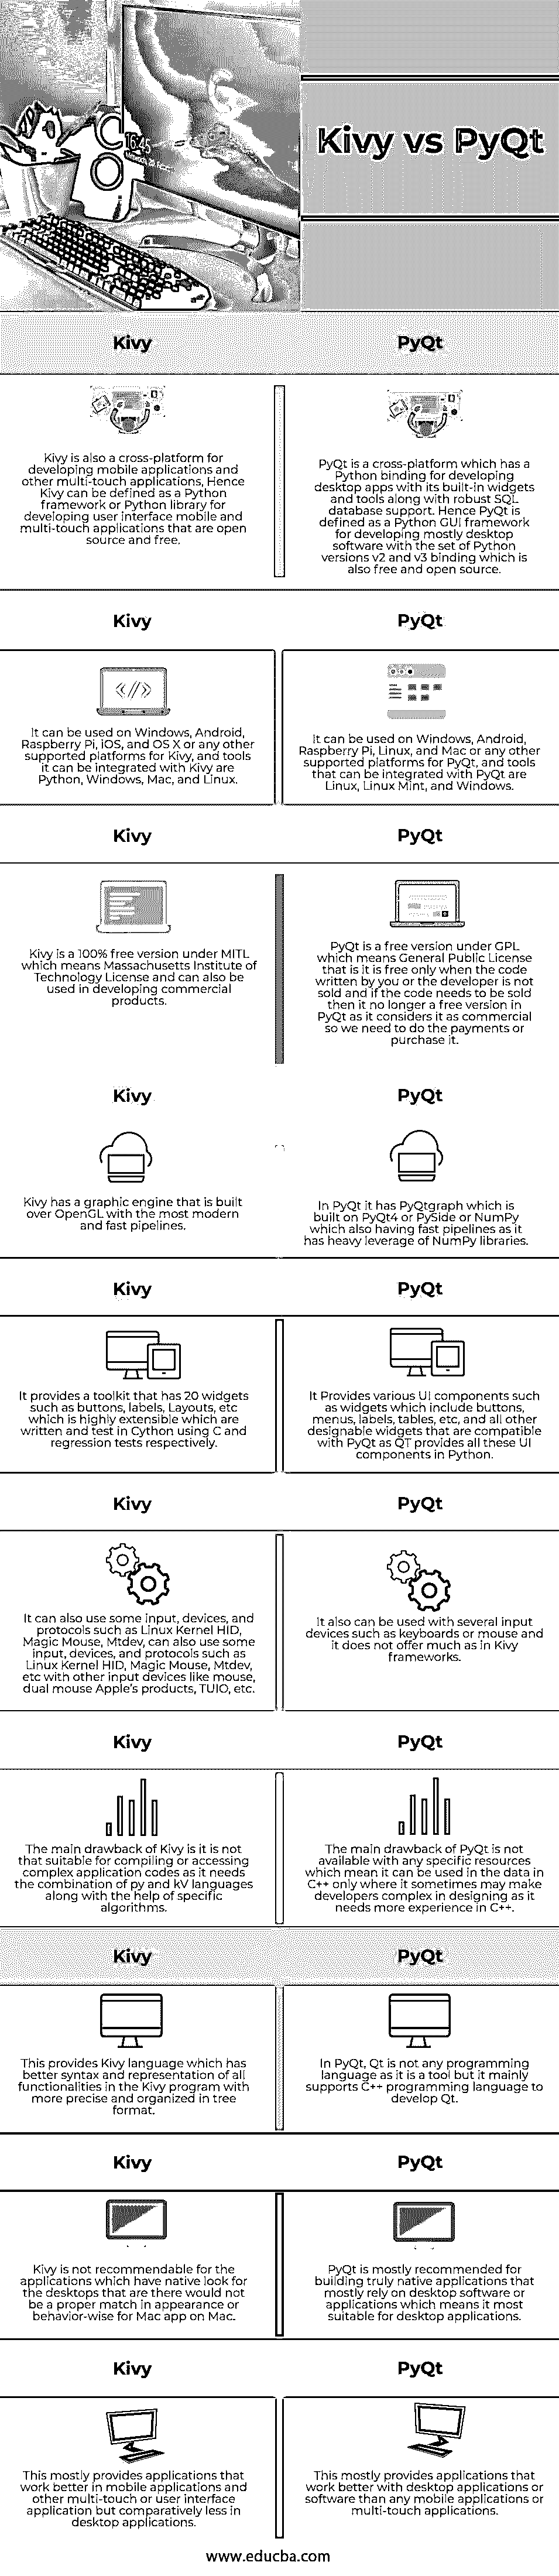 16:45
Kivy vs PyQt
Kivy
PyQt
Kivy is also a cross-platform for
developing mobile applications and
other multi-touch applications, Hence
Kivy can be defined as a Python
framework or Python library for
developing user interface mobile and
multi-touch applications that are open
source and free.
PyQt is a cross-platform which has a
Python binding for developing
desktop apps with its built-in widgets
and tools along with robust SQL
database support. Hence PyQt is
defined as a Python GUI framework
for developing mostly desktop
software with the set of Python
versions v2 and v3 binding which is
also free and open source.
Kivy
PyQt
It can be used on Windows, Android,
Raspberry Pi, iOS, and OS X or any other
supported platforms for Kivy, and tools
it can be integrated with Kivy are
Python, Windows, Mac, and Linux.
It can be used on Windows, Android,
Raspberry Pi, Linux, and Mac or any other
supported platforms for PyQt, and tools
that can be integrated with PyQt are
Linux, Linux Mint, and Windows.
Kivy
PyQt
Kivy is a 100% free version under MITL
which means Massachusetts Institute of
Technology License and can also be
used in developing commercial
products.
PyQt is a free version under GPL
which means General Public License
that is it is free only when the code
written by you or the developer is not
sold and if the code needs to be sold
then it no longer a free version in
PyQt as it considers it as commercial
so we need to do the payments or
purchase it.
Kivy
PyQt
Kivy has a graphic engine that is built
over OpenGL with the most modern
and fast pipelines.
In PyQt it has PyQtgraph which is
built on PyQt4 or PySide or NumPy
which also having fast pipelines as it
has heavy leverage of NumPy libraries.
Kivy
PyQt
It provides a toolkit that has 20 widgets
such as buttons, labels, Layouts, etc
which is highly extensible which are
written and test in Cython using C and
regression tests respectively.
It Provides various UI components such
as widgets which include buttons,
menus, labels, tables, etc, and all other
designable widgets that are compatible
with PyQt as QT provides all these UI
components in Python.
Kivy
PyQt
It can also use some input, devices, and
protocols such as Linux Kernel HID,
Magic Mouse, Mtdev, can also use some
input, devices, and protocols such as
Linux Kernel HID, Magic Mouse, Mtdev,
etc with other input devices like mouse,
dual mouse Apple's products, TUIO, etc.
It also can be used with several input
devices such as keyboards or mouse and
it does not offer much as in Kivy
frameworks.
Kivy
PyQt
The main drawback of Kivy is it is not
that suitable for compiling or accessing
complex application codes as it needs
the combination of py and kV languages
along with the help of specific
algorithms.
The main drawback of PyQt is not
available with any specific resources
which mean it can be used in the data in
C++ only where it sometimes may make
developers complex in designing as it
needs more experience in C++.
Kivy
PyQt
This provides Kivy language which has
better syntax and representation of all
functionalities in the Kivy program with
more precise and organized in tree
format.
In PyQt, Qt is not any programming
language as it is a tool but it mainly
supports C++ programming language to
develop Qt.
Kivy
PyQt
Kivy is not recommendable for the
applications which have native look for
the desktops that are there would not
be a proper match in appearance or
behavior-wise for Mac app on Mac.
PyQt is mostly recommended for
building truly native applications that
mostly rely on desktop software or
applications which means it most
suitable for desktop applications.
Kivy
PyQt
This mostly provides applications that
work better in mobile applications and
other multi-touch or user interface
application but comparatively less in
desktop applications.
This mostly provides applications that
work better with desktop applications or
software than any mobile applications or
multi-touch applications.
www.educba.com